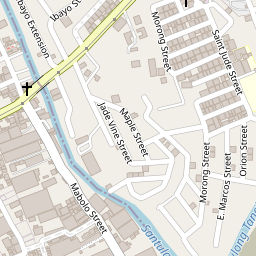 Ibayo Extension
Ibayo St
Morong Street
Saint Jude Street
Maple Street
Jade Vine Street
Orion Street
Morong Street
E. Marcos Street
Mabolo Street